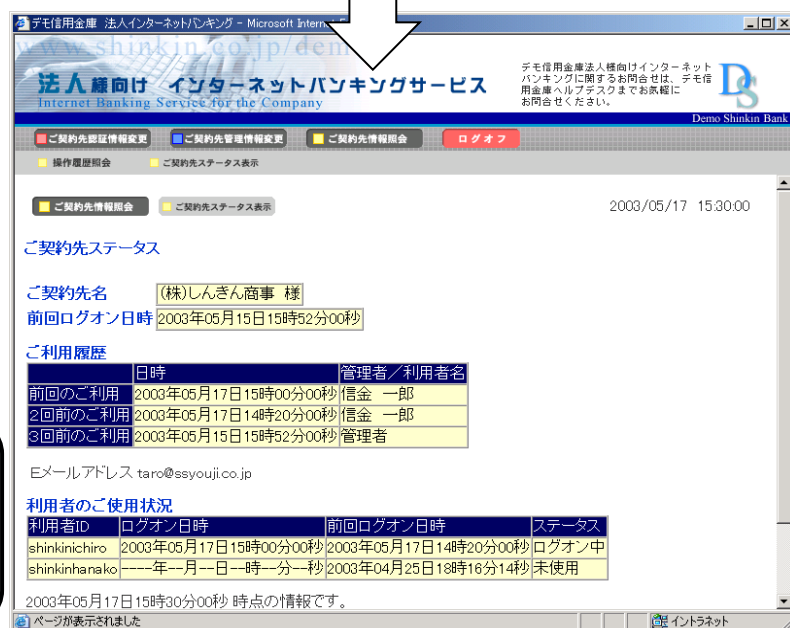 デモ信用金庫 法人インターネットバンキング - Microsoft Intern
www.shinkin.co.jp/dem
法人様向け インターネットバンキングサービス
Internet Banking Service for the Company
デモ信用金庫法人様向けインターネット
バンキングに関するお問合せは、デモ信
用金庫ヘルプデスクまでお気軽に
お問合せください。
DS
Demo Shinkin Bank
ご契約先認証情報変更 ご契約先管理情報変更 ご契約先情報照会 ログオフ
操作履歴照会 ご契約先ステータス表示
ご契約先情報照会 ご契約先ステータス表示 2003/05/17 15:30:00
ご契約先ステータス
ご契約先名 (株)しんきん商事 様
前回ログオン日時 2003年05月15日15時52分00秒
ご利用履歴
日時 管理者/利用者名
前回のご利用 2003年05月17日15時00分00秒 信金 一郎
2回前のご利用 2003年05月17日14時20分00秒 信金 一郎
3回前のご利用 2003年05月15日15時52分00秒 管理者
Eメールアドレス taro@ssyouji.co.jp
利用者のご使用状況
利用者ID ログオン日時 前回ログオン日時 ステータス
shinkinichiro 2003年05月17日15時00分00秒 2003年05月17日14時20分00秒 ログオン中
shinkinhanako ----年--月--日--時--分--秒 2003年04月25日18時16分14秒 未使用
2003年05月17日15時30分00秒 時点の情報です。
ページが表示されました イントラネット